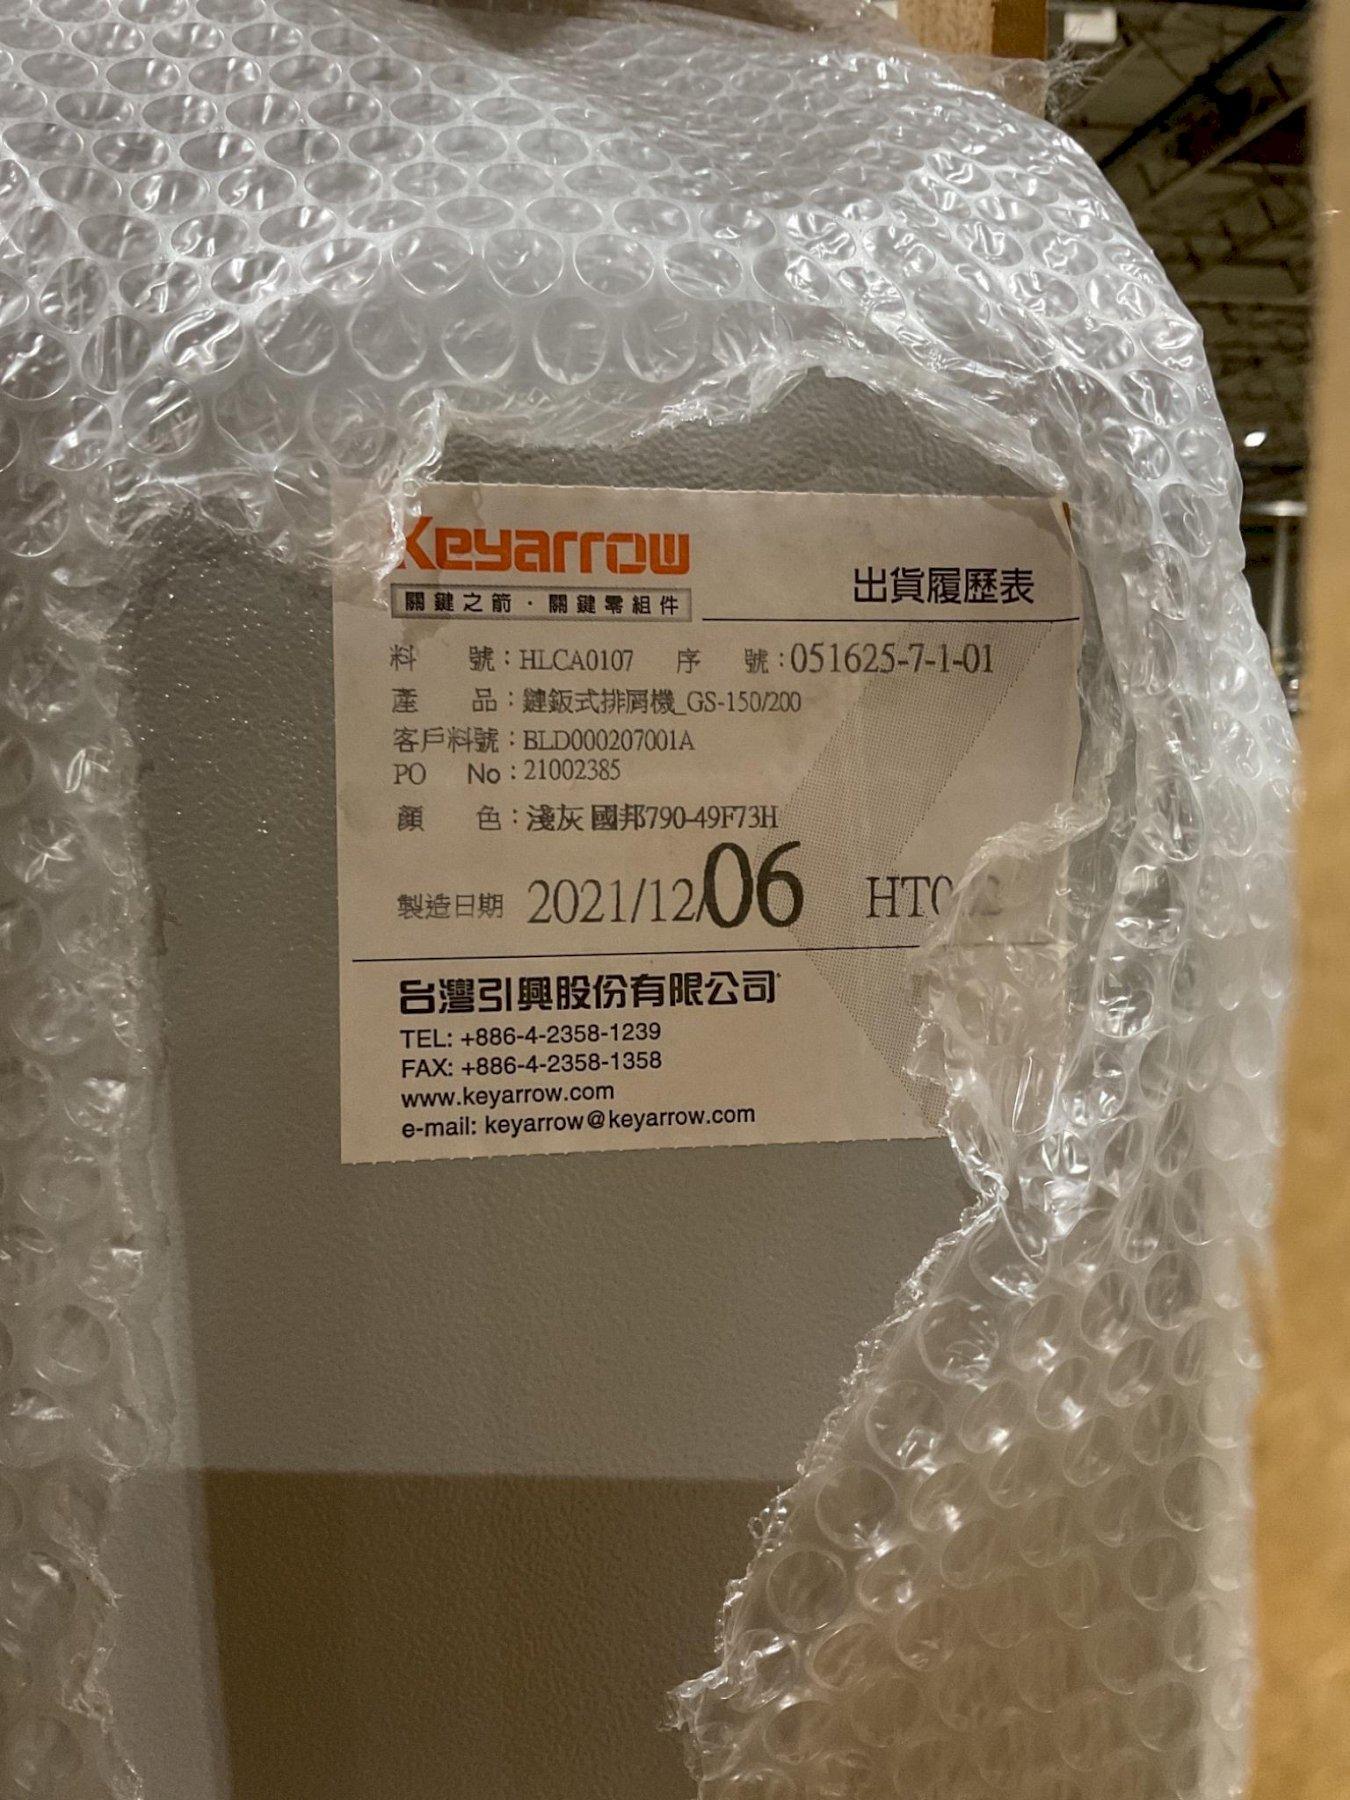 Keyarrow
關鍵之箭・關鍵零組件
出貨履歷表
料 號：HLCA0107 序 號：051625-7-1-01
產 品：鏈鈑式排屑機_GS-150/200
客戶料號：BLD000207001A
PO No：21002385
顏 色：淺灰 國邦790-49F73H
製造日期 2021/12/06
台灣引興股份有限公司
TEL: +886-4-2358-1239
FAX: +886-4-2358-1358
www.keyarrow.com
e-mail: keyarrow@keyarrow.com